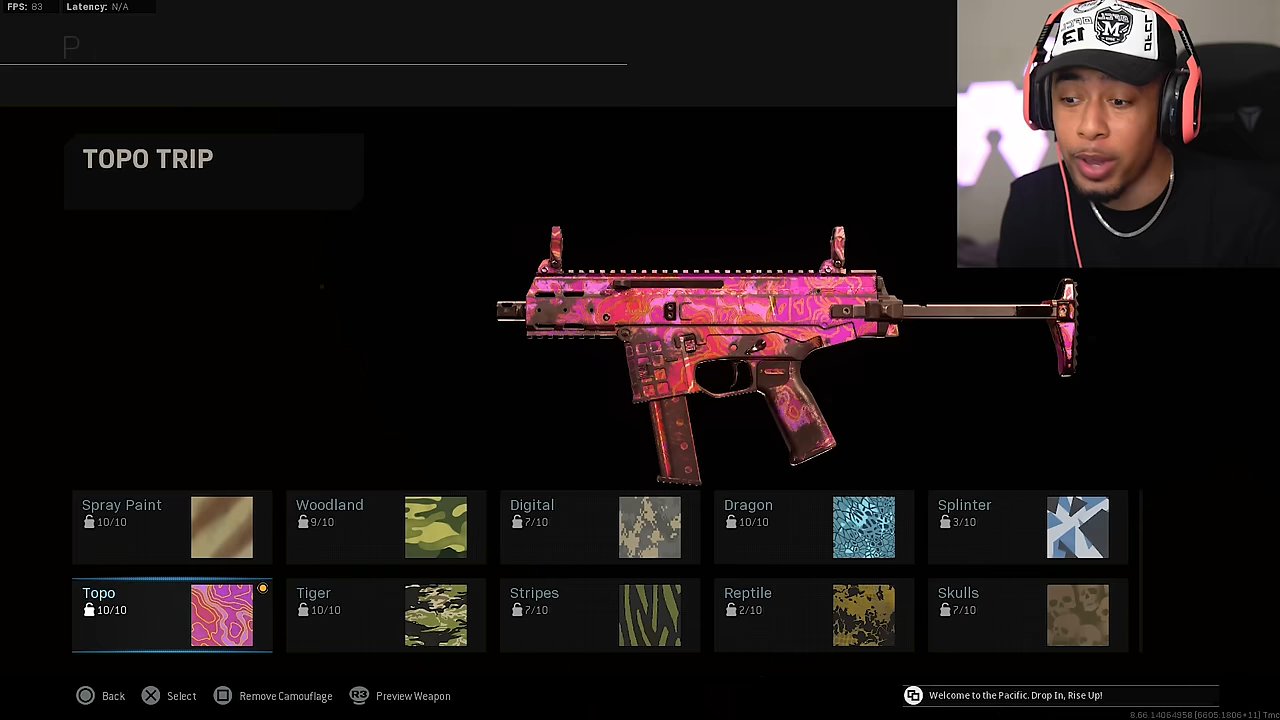 FPS: 83 Latency: N/A
P
TOPO TRIP
M
13
Spray Paint
10/10
Woodland
9/10
Digital
7/10
Dragon
10/10
Splinter
3/10
Topo
10/10
Tiger
10/10
Stripes
7/10
Reptile
2/10
Skulls
7/10
Back Select Remove Camouflage R3 Preview Weapon
Welcome to the Pacific. Drop In, Rise Up!